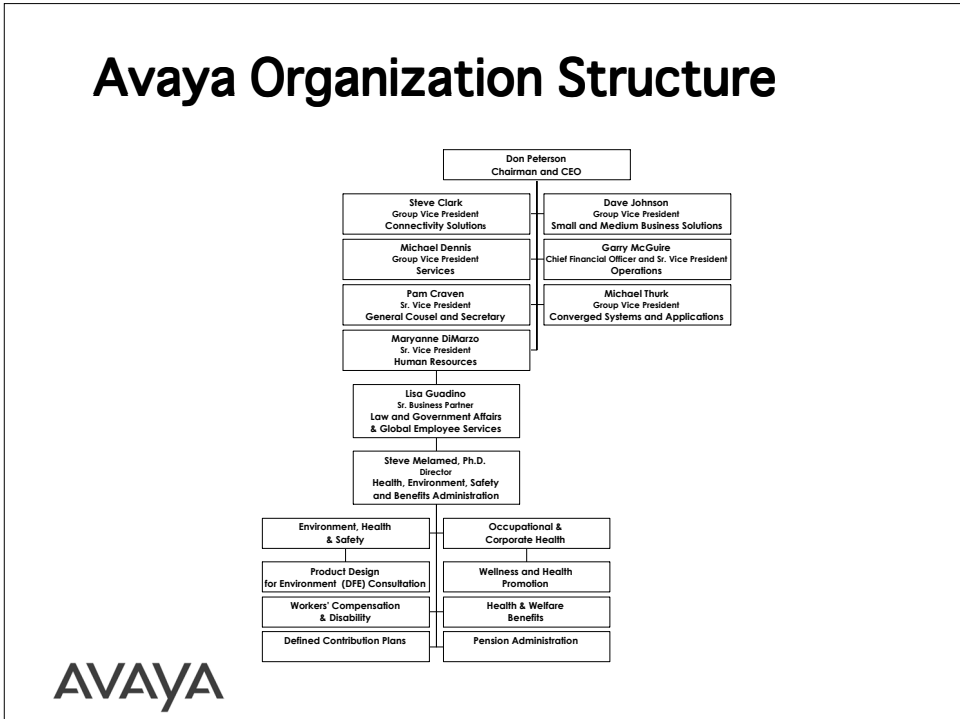 Avaya Organization Structure
Don Peterson
Chairman and CEO
Steve Clark
Group Vice President
Connectivity Solutions
Dave Johnson
Group Vice President
Small and Medium Business Solutions
Michael Dennis
Group Vice President
Services
Garry McGuire
Chief Financial Officer and Sr. Vice President
Operations
Pam Craven
Sr. Vice President
General Cousel and Secretary
Michael Thurk
Group Vice President
Converged Systems and Applications
Maryanne DiMarzo
Sr. Vice President
Human Resources
Lisa Guadino
Sr. Business Partner
Law and Government Affairs
& Global Employee Services
Steve Melamed, Ph.D.
Director
Health, Environment, Safety
and Benefits Administration
Environment, Health
& Safety
Occupational &
Corporate Health
Product Design
for Environment (DFE) Consultation
Wellness and Health
Promotion
Workers' Compensation
& Disability
Health & Welfare
Benefits
Defined Contribution Plans
Pension Administration
AVAYA